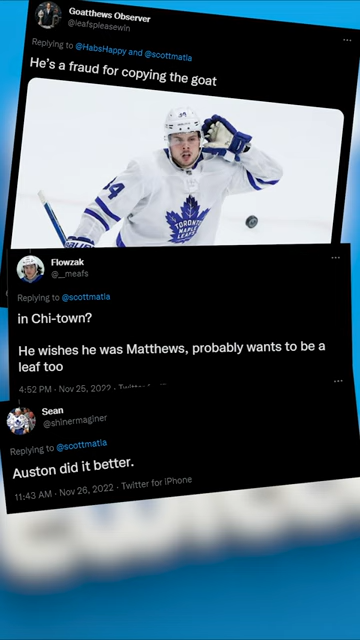 Goatthews Observer
@leafspleasewin
Replying to @HabsHappy and @scottmatla
He's a fraud for copying the goat
34
34
TORONTO
MAPLE
LEAFS
Flowzak
@__meafs
Replying to @scottmatla
in Chi-town?
He wishes he was Matthews, probably wants to be a
leaf too
4:52 PM · Nov 25, 2022 · Twitter
Sean
@shinermaginer
Replying to @scottmatla
Auston did it better.
11:43 AM · Nov 26, 2022 · Twitter for iPhone